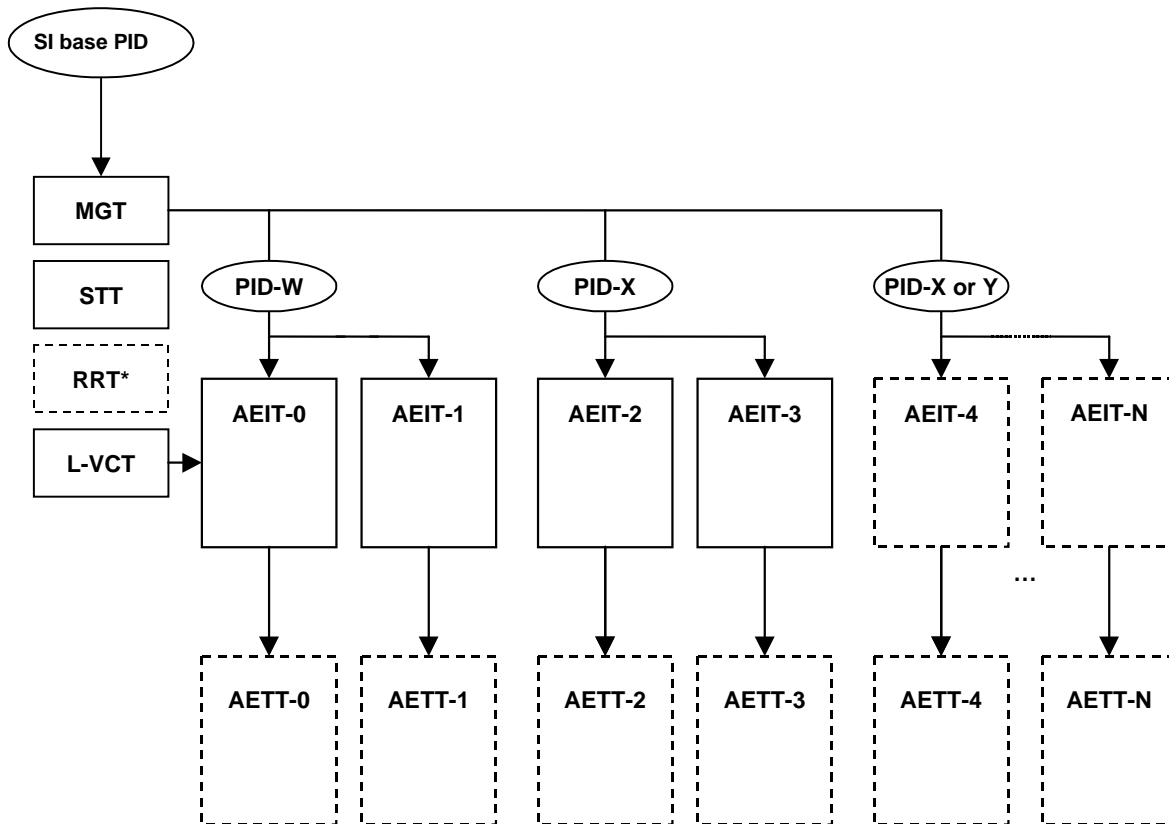 SI base PID
MGT
STT
RRT*
L-VCT
PID-W
PID-X
PID-X or Y
AEIT-0
AEIT-1
AEIT-2
AEIT-3
AEIT-4
AEIT-N
...
AETT-0
AETT-1
AETT-2
AETT-3
AETT-4
AETT-N